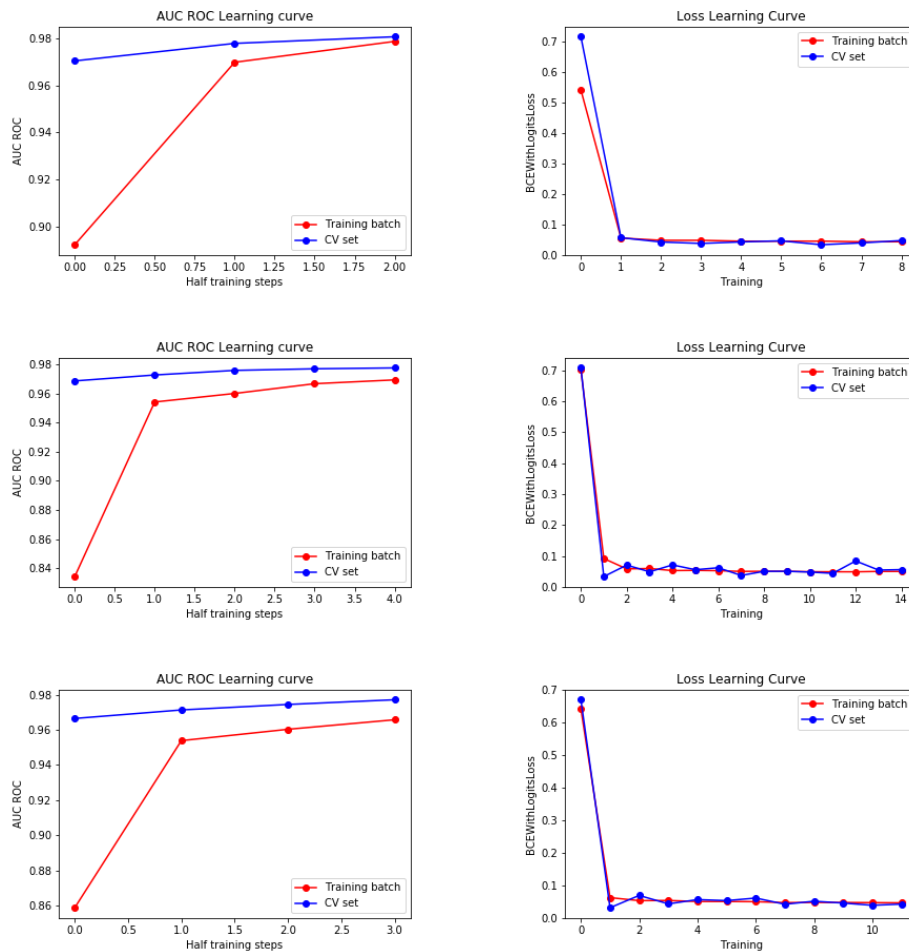 AUC ROC Learning curve
0.98
0.96
0.94
0.92
0.90
AUC ROC
Training batch
CV set
0.00 0.25 0.50 0.75 1.00 1.25 1.50 1.75 2.00
Half training steps
Loss Learning Curve
0.7
0.6
0.5
0.4
0.3
0.2
0.1
0.0
BCEWithLogitsLoss
Training batch
CV set
0 1 2 3 4 5 6 7 8
Training
AUC ROC Learning curve
0.98
0.96
0.94
0.92
0.90
0.88
0.86
0.84
AUC ROC
Training batch
CV set
0.0 0.5 1.0 1.5 2.0 2.5 3.0 3.5 4.0
Half training steps
Loss Learning Curve
0.7
0.6
0.5
0.4
0.3
0.2
0.1
0.0
BCEWithLogitsLoss
Training batch
CV set
0 2 4 6 8 10 12 14
Training
AUC ROC Learning curve
0.98
0.96
0.94
0.92
0.90
0.88
0.86
AUC ROC
Training batch
CV set
0.0 0.5 1.0 1.5 2.0 2.5 3.0
Half training steps
Loss Learning Curve
0.7
0.6
0.5
0.4
0.3
0.2
0.1
0.0
BCEWithLogitsLoss
Training batch
CV set
0 2 4 6 8 10
Training